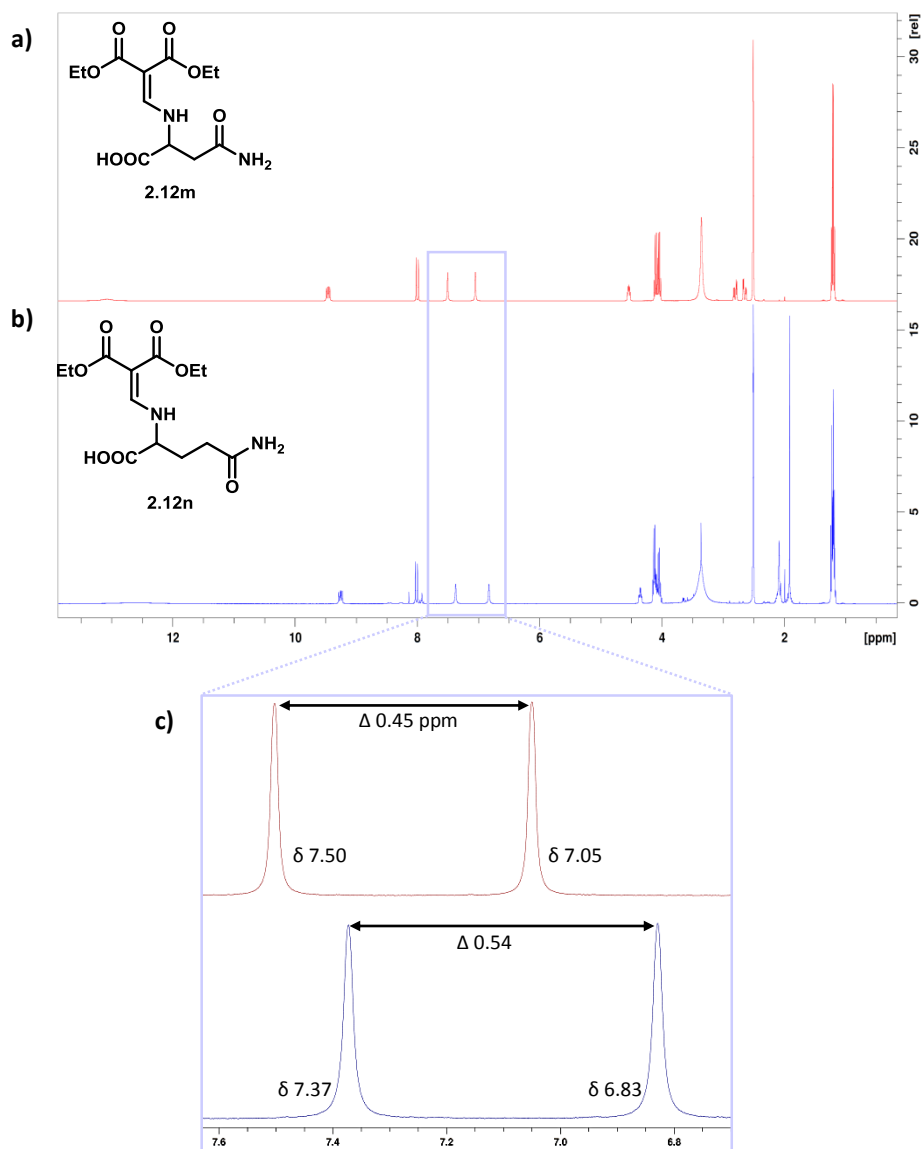 a)
O O
EtO OEt
NH O
HOOC NH₂
2.12m
[rel]
30
25
20
b)
O O
EtO OEt
NH
HOOC NH₂
O
2.12n
15
10
5
0
12 10 8 6 4 2 [ppm]
c)
Δ 0.45 ppm
δ 7.50 δ 7.05
Δ 0.54
δ 7.37 δ 6.83
7.6 7.4 7.2 7.0 6.8